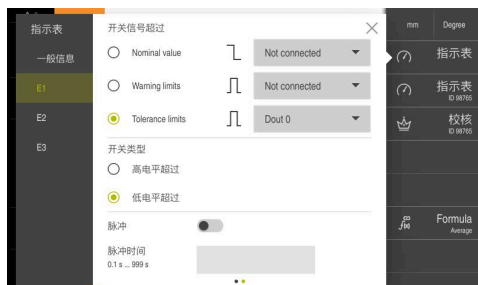 指示表
一般信息
E1
E2
E3
开关信号超过
Nominal value
Not connected
Warning limits
Not connected
Tolerance limits
Dout 0
开关类型
高电平超过
低电平超过
脉冲
脉冲时间
0.1 s ... 999 s
mm
Degree
指示表
指示表
ID 98765
校核
ID 98765
Formula
Average